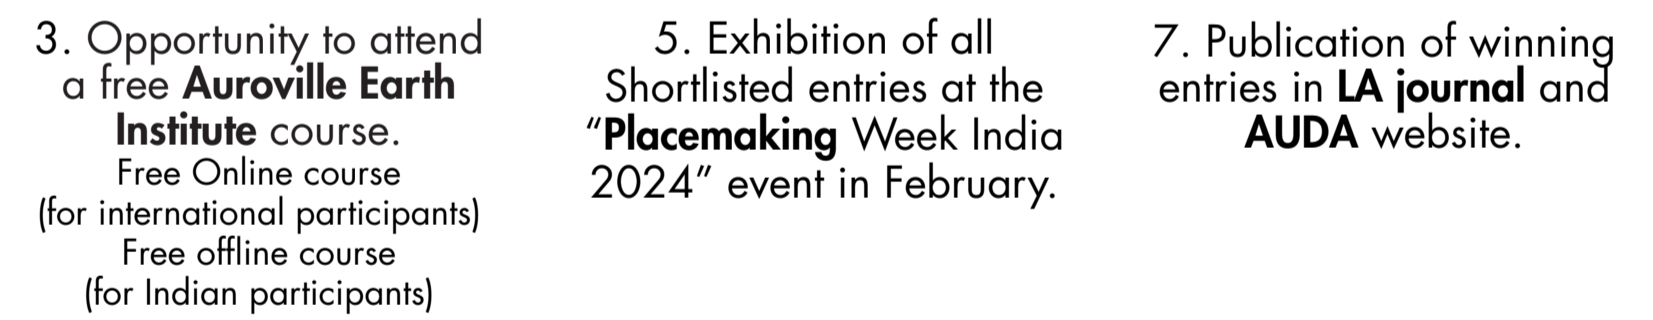 3. Opportunity to attend
a free Auroville Earth
Institute course.
Free Online course
(for international participants)
Free offline course
(for Indian participants)
5. Exhibition of all
Shortlisted entries at the
"Placemaking Week India
2024" event in February.
7. Publication of winning
entries in LA journal and
AUDA website.